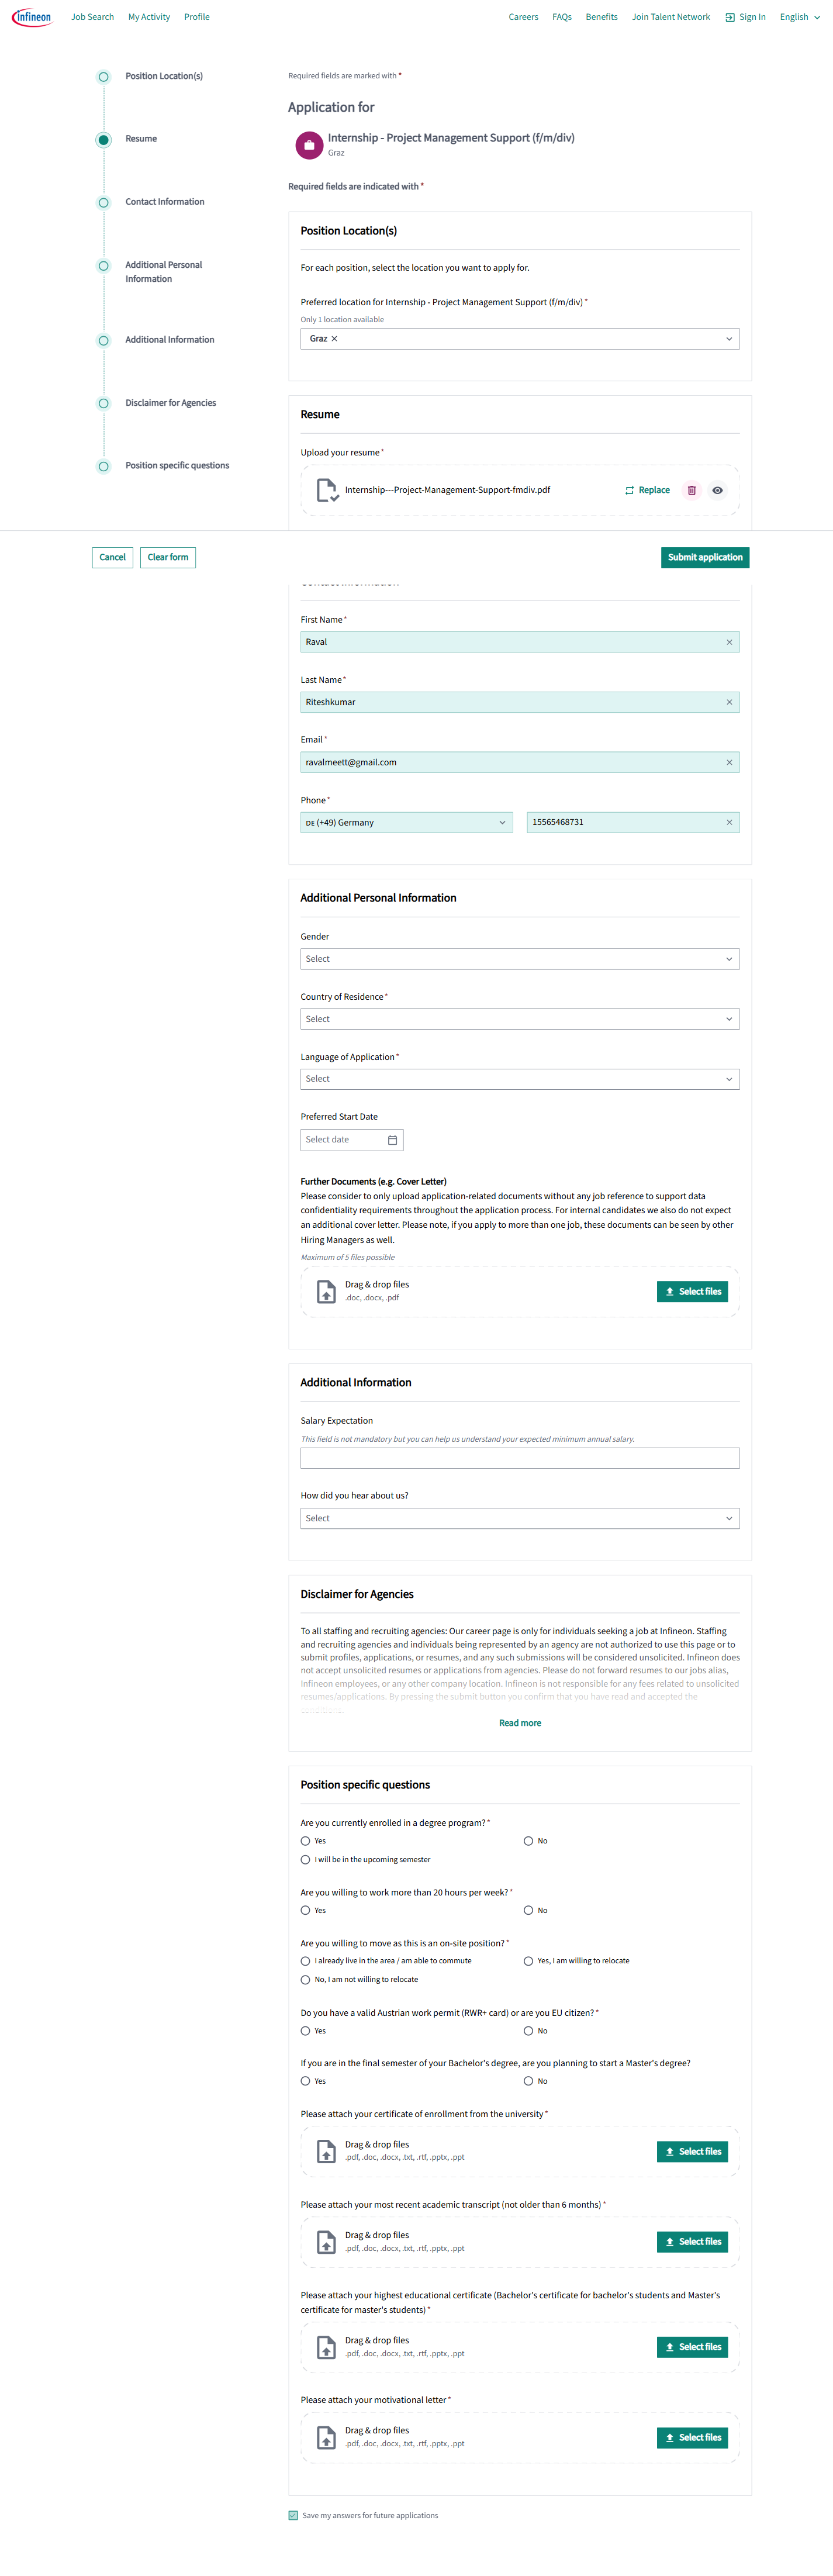 infineon
Job Search My Activity Profile Careers FAQs Benefits Join Talent Network Sign In English
Position Location(s)
Resume
Contact Information
Additional Personal
Information
Additional Information
Disclaimer for Agencies
Position specific questions
Required fields are marked with *
Application for
Internship - Project Management Support (f/m/div)
Graz
Required fields are indicated with *
Position Location(s)
For each position, select the location you want to apply for.
Preferred location for Internship - Project Management Support (f/m/div) *
Only 1 location available
Graz
Resume
Upload your resume *
Internship---Project-Management-Support-fmdiv.pdf Replace
Cancel Clear form Submit application
First Name *
Raval
Last Name *
Riteshkumar
Email *
ravalmeett@gmail.com
Phone *
DE (+49) Germany 15565468731
Additional Personal Information
Gender
Select
Country of Residence *
Select
Language of Application *
Select
Preferred Start Date
Select date
Further Documents (e.g. Cover Letter)
Please consider to only upload application-related documents without any job reference to support data
confidentiality requirements throughout the application process. For internal candidates we also do not expect
an additional cover letter. Please note, if you apply to more than one job, these documents can be seen by other
Hiring Managers as well.
Maximum of 5 files possible
Drag & drop files
.doc, .docx, .pdf
Select files
Additional Information
Salary Expectation
This field is not mandatory but you can help us understand your expected minimum annual salary.
How did you hear about us?
Select
Disclaimer for Agencies
To all staffing and recruiting agencies: Our career page is only for individuals seeking a job at Infineon. Staffing
and recruiting agencies and individuals being represented by an agency are not authorized to use this page or to
submit profiles, applications, or resumes, and any such submissions will be considered unsolicited. Infineon does
not accept unsolicited resumes or applications from agencies. Please do not forward resumes to our jobs alias,
Infineon employees, or any other company location. Infineon is not responsible for any fees related to unsolicited
resumes/applications. By pressing the submit button you confirm that you have read and accepted the
Read more
Position specific questions
Are you currently enrolled in a degree program? *
Yes No
I will be in the upcoming semester
Are you willing to work more than 20 hours per week? *
Yes No
Are you willing to move as this is an on-site position? *
I already live in the area / am able to commute Yes, I am willing to relocate
No, I am not willing to relocate
Do you have a valid Austrian work permit (RWR+ card) or are you EU citizen? *
Yes No
If you are in the final semester of your Bachelor's degree, are you planning to start a Master's degree?
Yes No
Please attach your certificate of enrollment from the university *
Drag & drop files
.pdf, .doc, .docx, .txt, .rtf, .pptx, .ppt
Select files
Please attach your most recent academic transcript (not older than 6 months) *
Drag & drop files
.pdf, .doc, .docx, .txt, .rtf, .pptx, .ppt
Select files
Please attach your highest educational certificate (Bachelor's certificate for bachelor's students and Master's
certificate for master's students) *
Drag & drop files
.pdf, .doc, .docx, .txt, .rtf, .pptx, .ppt
Select files
Please attach your motivational letter *
Drag & drop files
.pdf, .doc, .docx, .txt, .rtf, .pptx, .ppt
Select files
Save my answers for future applications